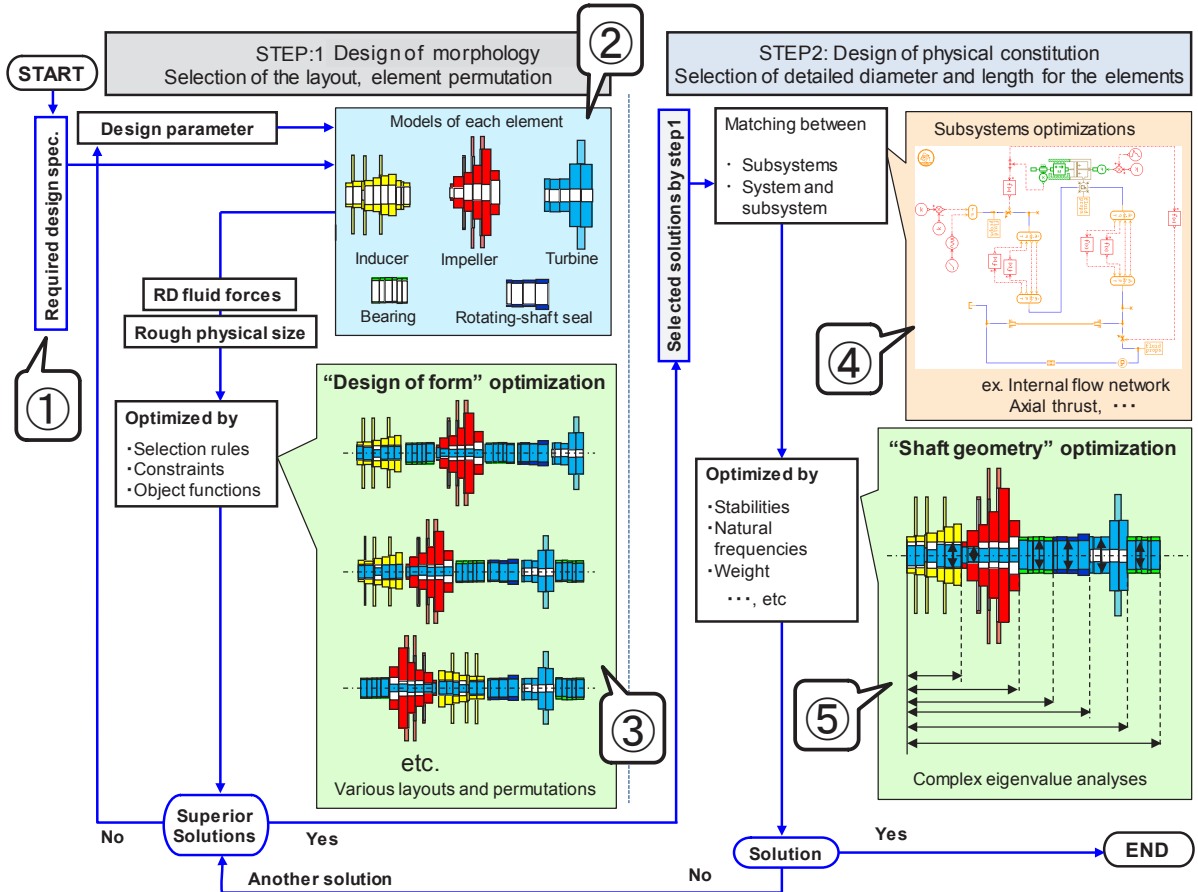 STEP:1 Design of morphology
Selection of the layout, element permutation
②
STEP2: Design of physical constitution
Selection of detailed diameter and length for the elements
START
Required design spec.
①
Design parameter
Models of each element
Inducer
Impeller
Turbine
Bearing
Rotating-shaft seal
RD fluid forces
Rough physical size
Optimized by
・Selection rules
・Constraints
・Object functions
“Design of form” optimization
etc.
Various layouts and permutations
③
Superior
Solutions
No
Yes
Another solution
Selected solutions by step1
Matching between
・ Subsystems
・ System and
subsystem
Subsystems optimizations
④
ex. Internal flow network
Axial thrust, ・・・
Optimized by
・Stabilities
・Natural
frequencies
・Weight
・・・, etc
“Shaft geometry” optimization
⑤
Complex eigenvalue analyses
Solution
Yes
No
END